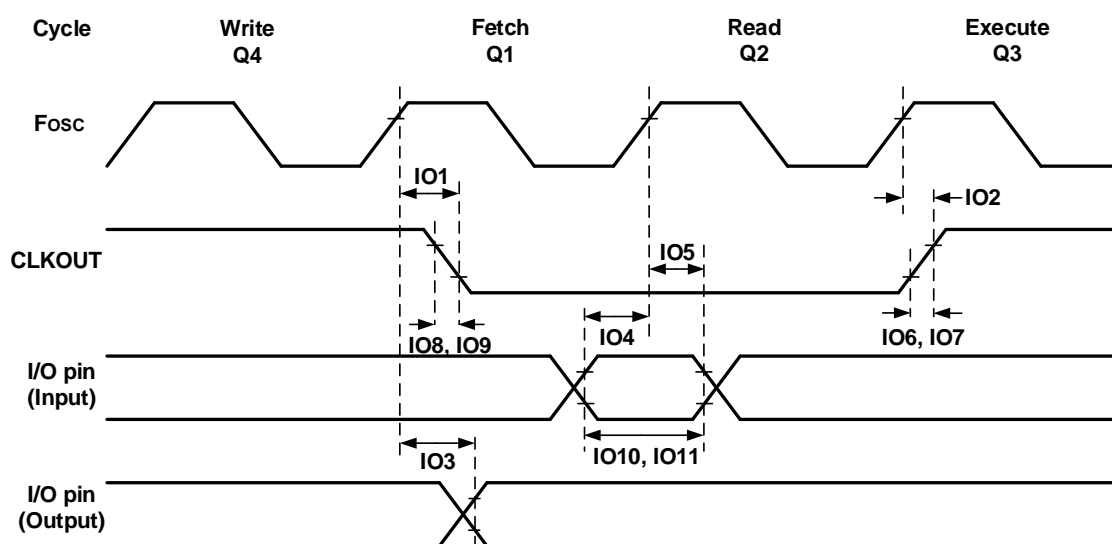 Cycle
Write
Q4
Fetch
Q1
Read
Q2
Execute
Q3
Fosc
IO1
IO2
CLKOUT
IO5
IO8, IO9
IO4
IO6, IO7
I/O pin
(Input)
IO10, IO11
IO3
I/O pin
(Output)